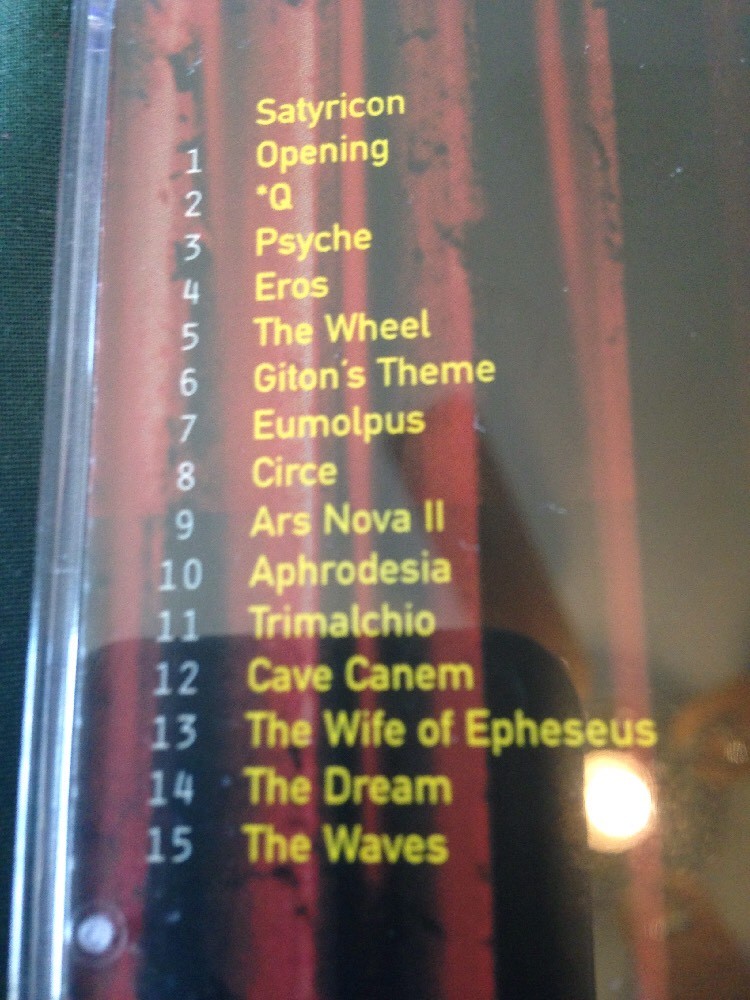 Satyricon
1 Opening
2 *Q
3 Psyche
4 Eros
5 The Wheel
6 Giton's Theme
7 Eumolpus
8 Circe
9 Ars Nova II
10 Aphrodesia
11 Trimalchio
12 Cave Canem
13 The Wife of Epheseus
14 The Dream
15 The Waves